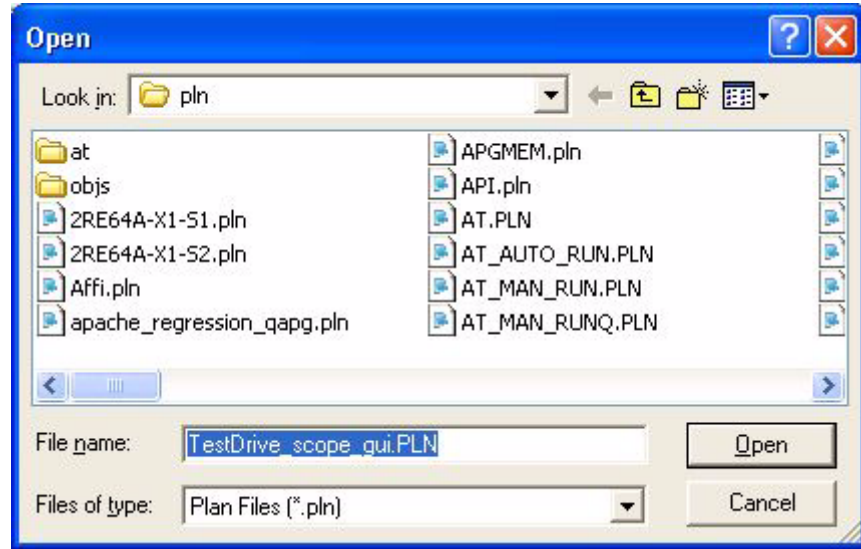 Open
Look in: pln
at
objs
2RE64A-X1-S1.pln
2RE64A-X1-S2.pln
Affi.pln
apache_regression_qapg.pln
APGMEM.pln
API.pln
AT.PLN
AT_AUTO_RUN.PLN
AT_MAN_RUN.PLN
AT_MAN_RUNQ.PLN
File name: TestDrive_scope_gui.PLN Open
Files of type: Plan Files (*.pln) Cancel